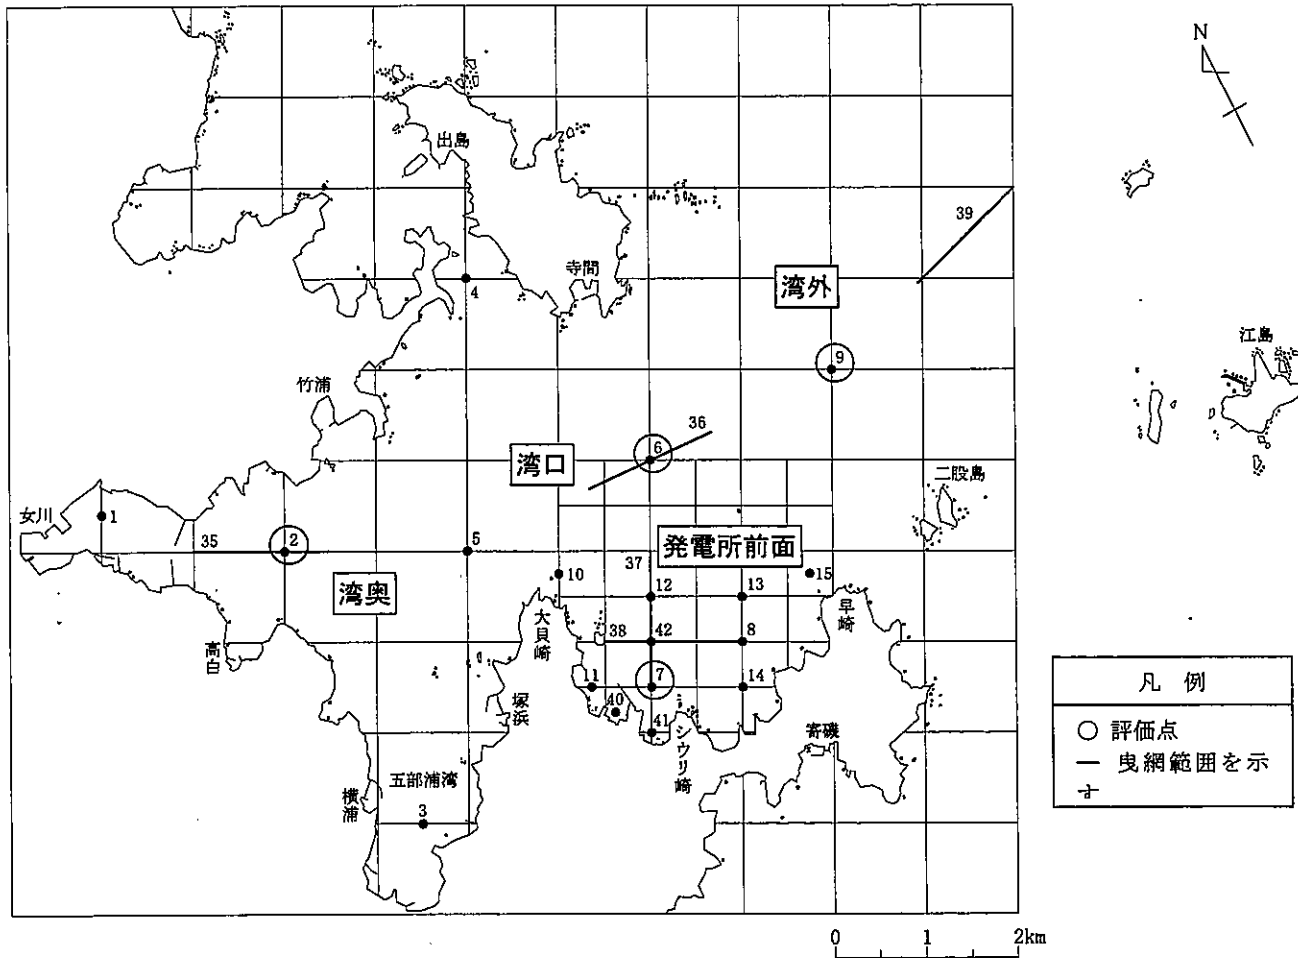 N
出島
39
寺間
湾外
4
江島
9
竹浦
36
6
湾口
二股島
女川
1
35
2
5
発電所前面
37
10
15
湾奥
12
13
大貝崎
早崎
38
42
8
高白
11
7
14
凡 例
40
塚浜
41
シウリ崎
寄磯
○ 評価点
— 曳網範囲を示
す
五部浦湾
横浦
3
0 1 2km